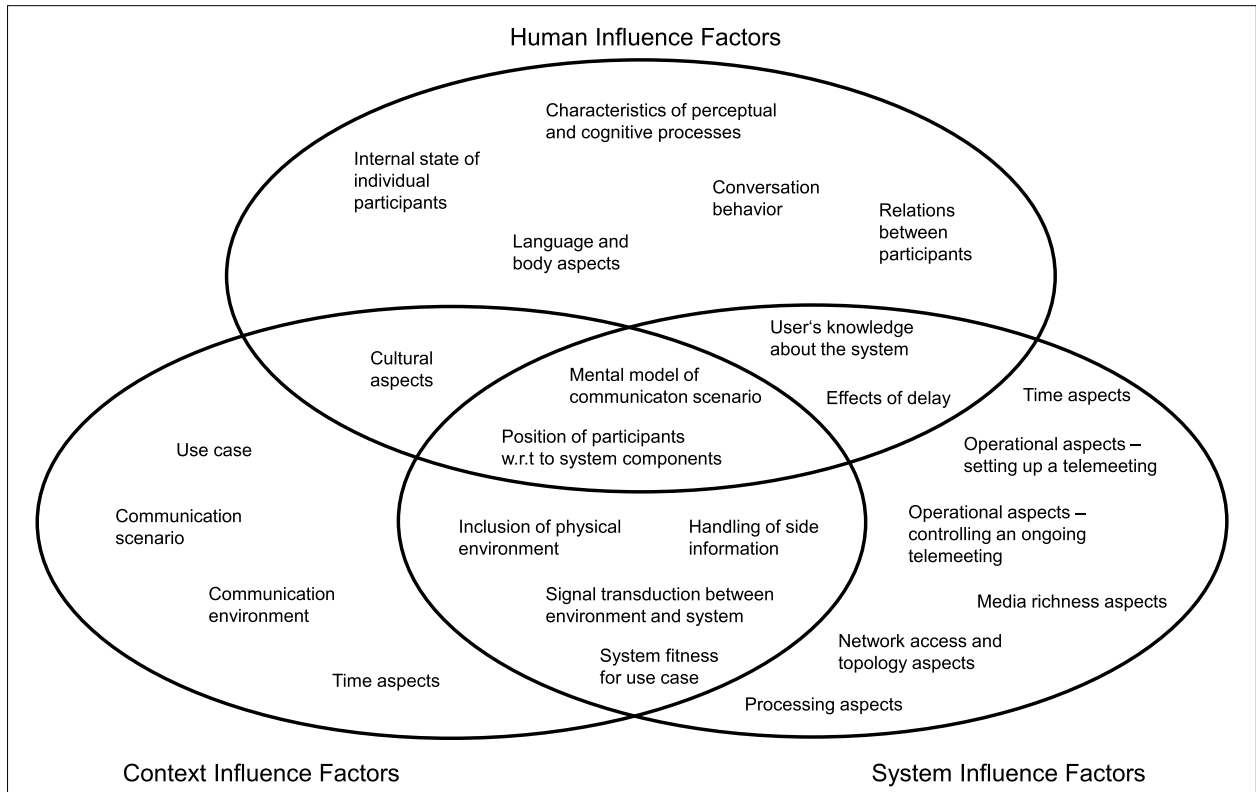 Human Influence Factors
Characteristics of perceptual
and cognitive processes
Internal state of
individual
participants
Conversation
behavior
Relations
between
participants
Language and
body aspects
User‘s knowledge
about the system
Cultural
aspects
Mental model of
communicaton scenario
Effects of delay
Time aspects
Position of participants
w.r.t to system components
Use case
Operational aspects –
setting up a telemeeting
Communication
scenario
Inclusion of physical
environment
Handling of side
information
Operational aspects –
controlling an ongoing
telemeeting
Communication
environment
Signal transduction between
environment and system
Media richness aspects
Network access and
topology aspects
System fitness
for use case
Time aspects
Processing aspects
Context Influence Factors
System Influence Factors